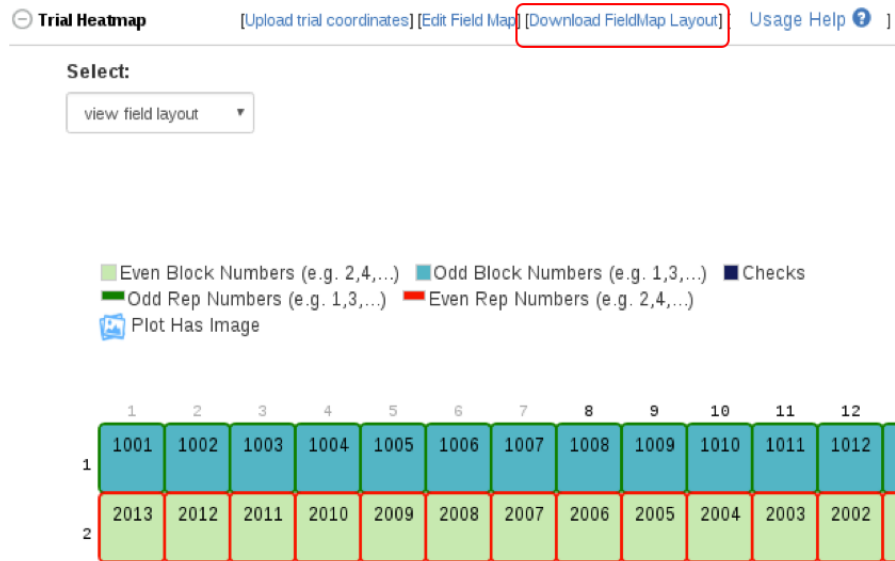 Trial Heatmap [Upload trial coordinates] [Edit Field Map] [Download FieldMap Layout] [ Usage Help ? ]
Select:
view field layout
Even Block Numbers (e.g. 2,4,...) Odd Block Numbers (e.g. 1,3,...) Checks
Odd Rep Numbers (e.g. 1,3,...) Even Rep Numbers (e.g. 2,4,...)
Plot Has Image
1 2 3 4 5 6 7 8 9 10 11 12
1 1001 1002 1003 1004 1005 1006 1007 1008 1009 1010 1011 1012
2 2013 2012 2011 2010 2009 2008 2007 2006 2005 2004 2003 2002